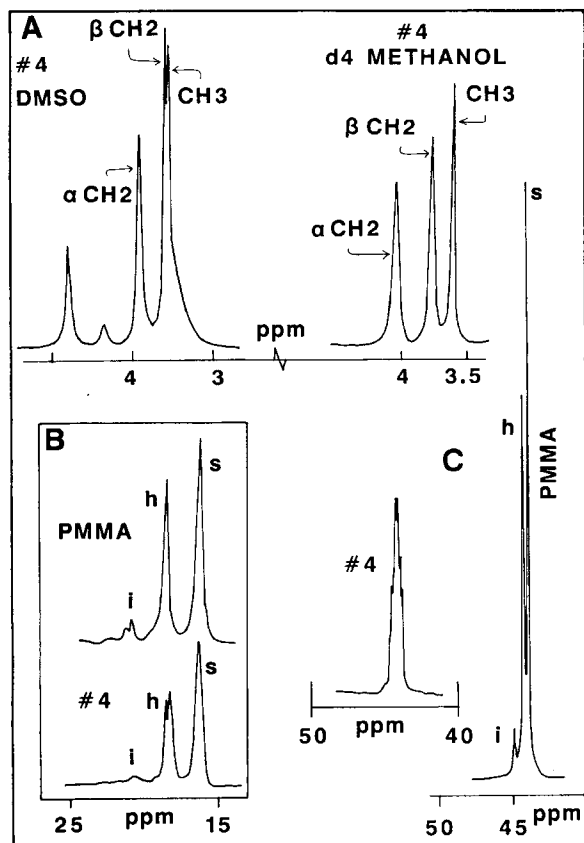 A
#4
DMSO
β CH2
CH3
α CH2
#4
d4 METHANOL
CH3
β CH2
α CH2
4
3
ppm
4
3.5
B
PMMA
h
s
i
#4
h
s
i
25
ppm
15
C
#4
50
ppm
40
s
h
PMMA
i
50
45
ppm